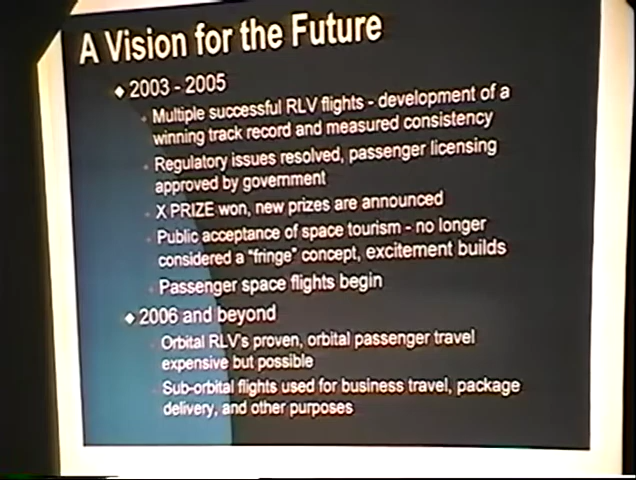 A Vision for the Future
◆ 2003 - 2005
Multiple successful RLV flights - development of a
winning track record and measured consistency
Regulatory issues resolved, passenger licensing
approved by government
X PRIZE won, new prizes are announced
Public acceptance of space tourism - no longer
considered a "fringe" concept, excitement builds
Passenger space flights begin
◆ 2006 and beyond
Orbital RLV's proven, orbital passenger travel
expensive but possible
Sub-orbital flights used for business travel, package
delivery, and other purposes